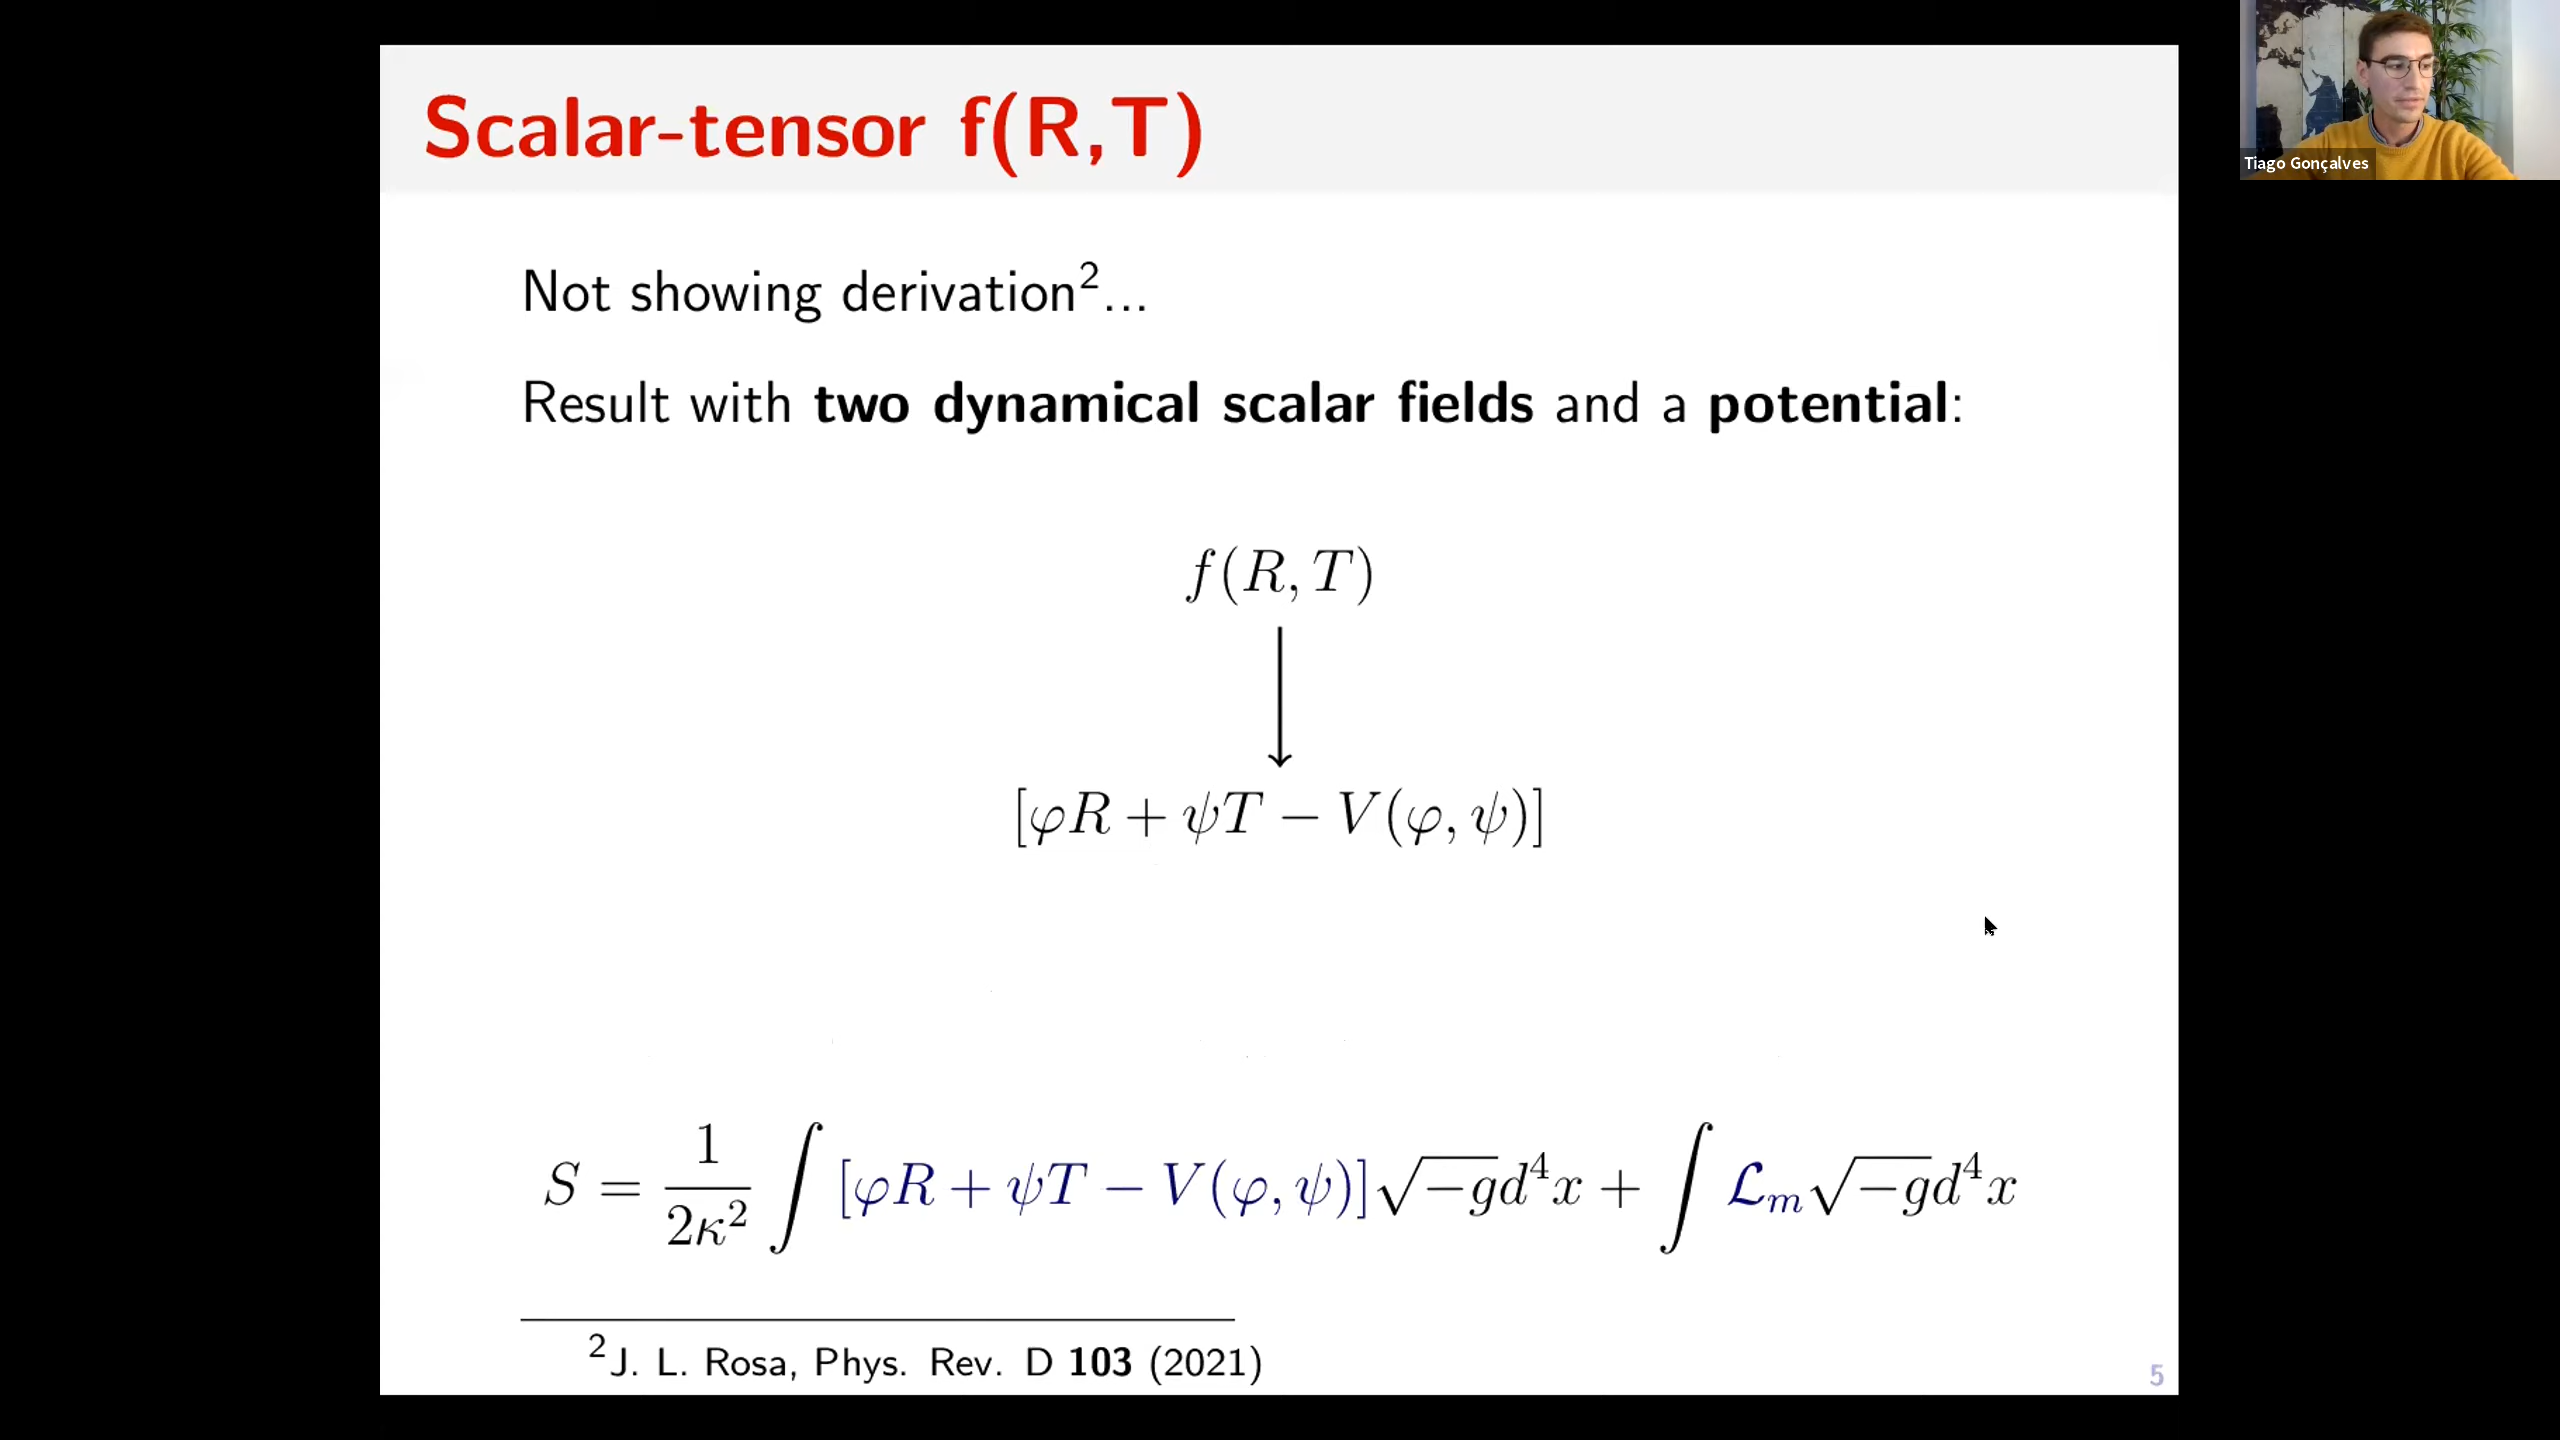 Scalar-tensor f(R,T)
Tiago Gonçalves
Not showing derivation²...
Result with two dynamical scalar fields and a potential:
f(R, T)
[φR + ψT − V(φ, ψ)]
S = 1/2κ² ∫ [φR + ψT − V(φ, ψ)]√−g d⁴x + ∫ ℒₘ√−g d⁴x
²J. L. Rosa, Phys. Rev. D 103 (2021)
5